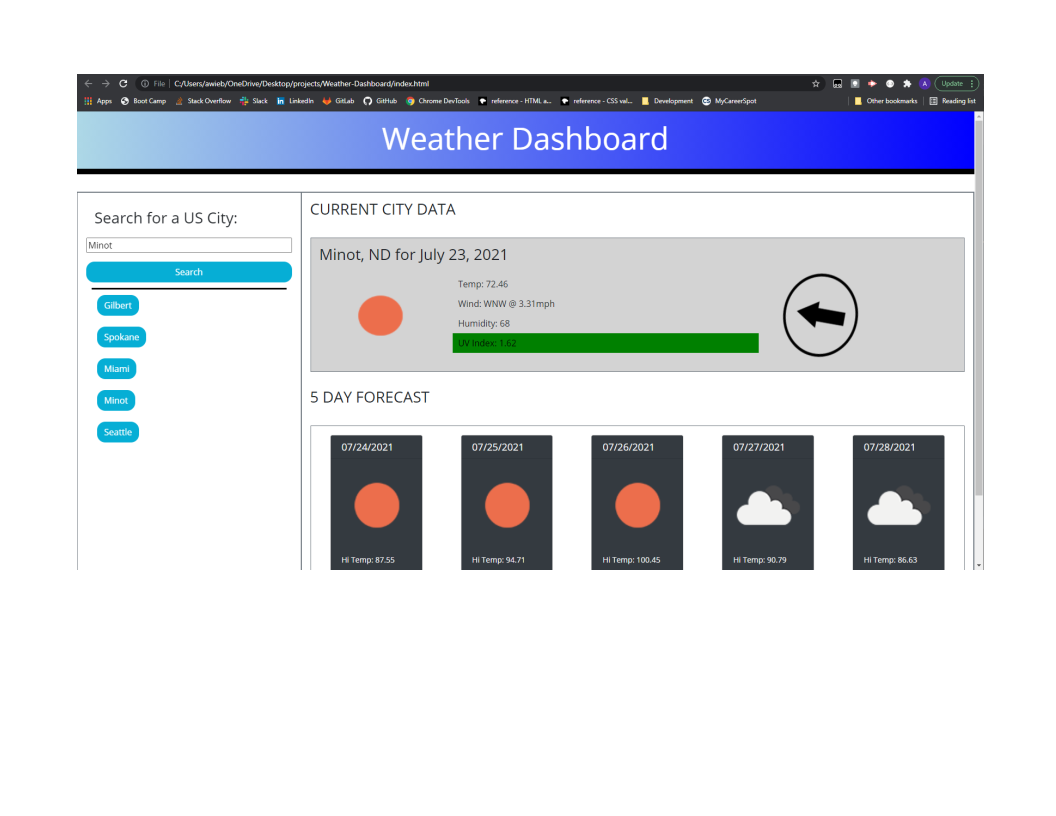 File C:/Users/awieb/OneDrive/Desktop/projects/Weather-Dashboard/index.html
A Update
Apps Boot Camp Stack Overflow Slack LinkedIn GitLab GitHub Chrome DevTools reference - HTML a... reference - CSS val... Development MyCareerSpot Other bookmarks Reading list
Weather Dashboard
Search for a US City:
Minot
Search
Gilbert
Spokane
Miami
Minot
Seattle
CURRENT CITY DATA
Minot, ND for July 23, 2021
Temp: 72.46
Wind: WNW @ 3.31mph
Humidity: 68
UV Index: 1.62
5 DAY FORECAST
07/24/2021 07/25/2021 07/26/2021 07/27/2021 07/28/2021
Hi Temp: 87.55 Hi Temp: 94.71 Hi Temp: 100.45 Hi Temp: 90.79 Hi Temp: 86.63